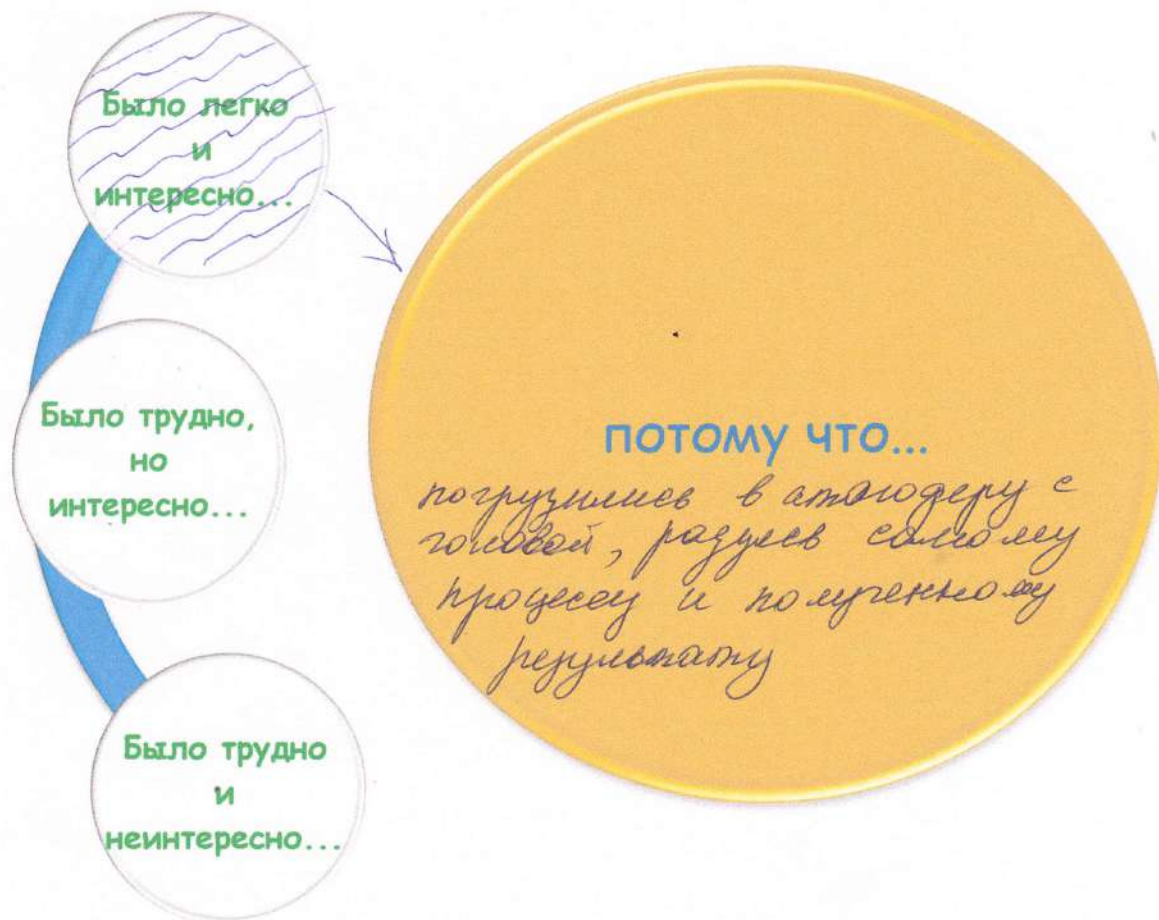 Было легко
и
интересно...
Было трудно,
но
интересно...
Было трудно
и
неинтересно...
потому что...
погрузились в атмосферу с
головой, радуясь самому
процессу и полученному
результату